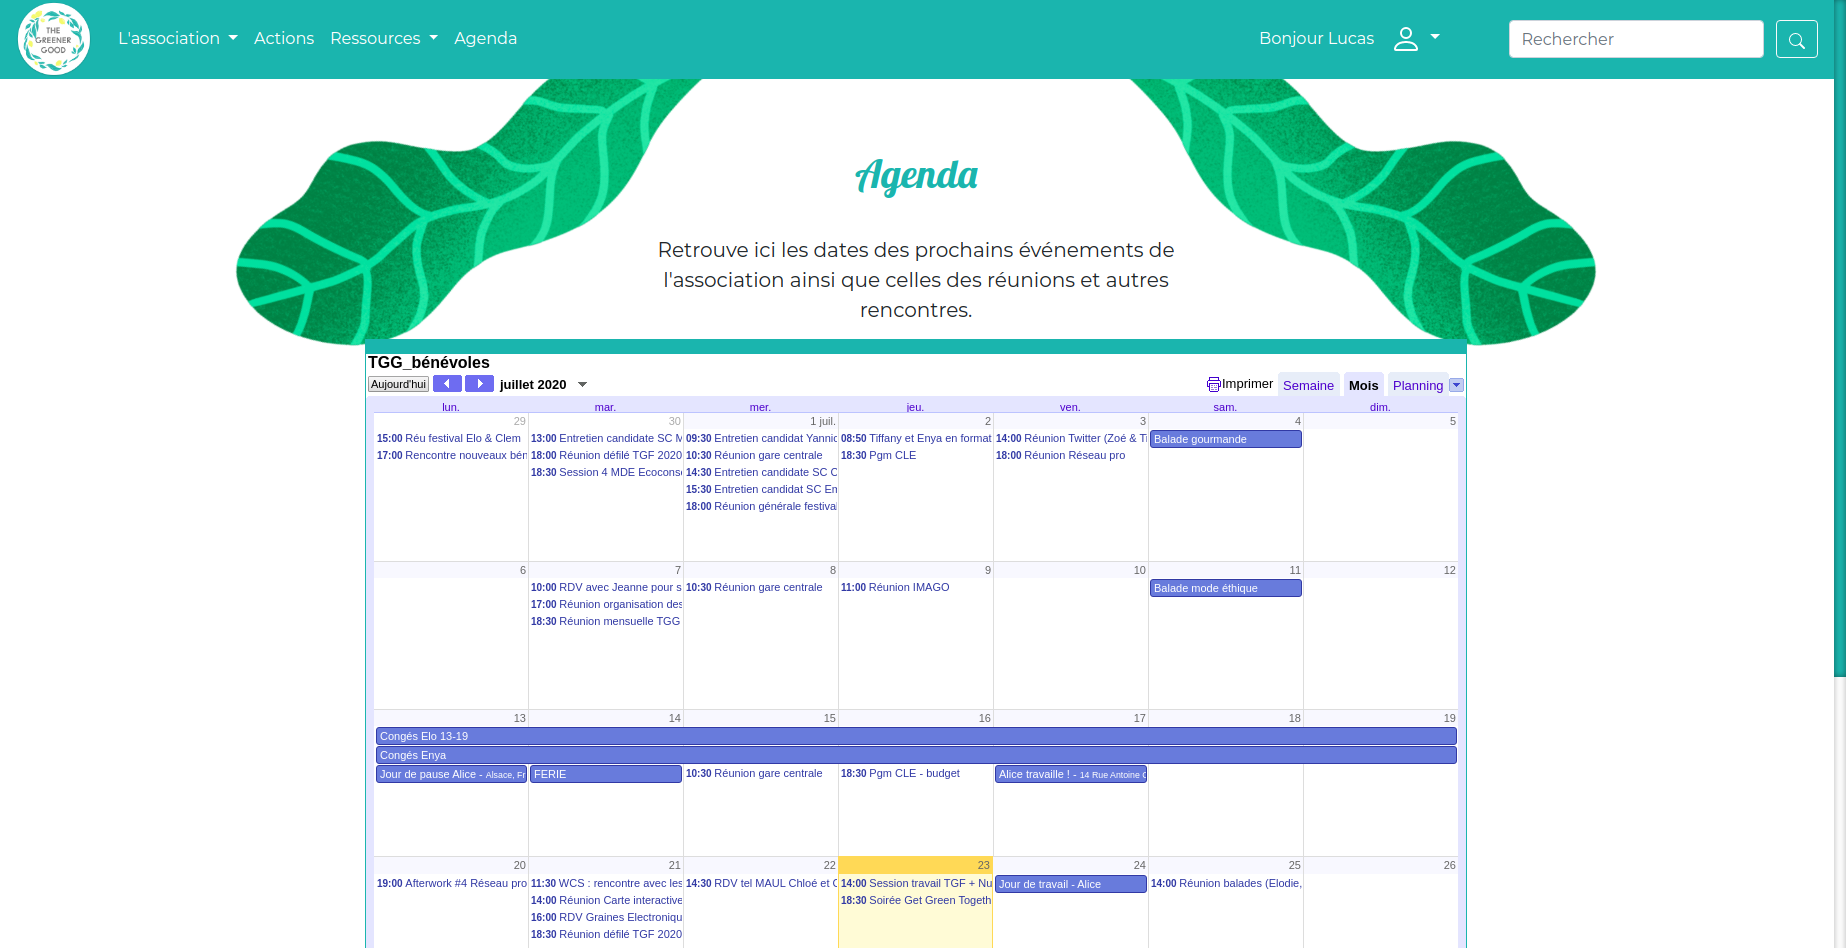 THE
GREENER
GOOD
L'association
Actions
Ressources
Agenda
Bonjour Lucas
Rechercher
Agenda
Retrouve ici les dates des prochains événements de
l'association ainsi que celles des réunions et autres
rencontres.
TGG_bénévoles
Aujourd'hui
juillet 2020
Imprimer
Semaine
Mois
Planning
lun. mar. mer. jeu. ven. sam. dim.
29 30 1 juil. 2 3 4 5
15:00 Réu festival Elo & Clem
17:00 Rencontre nouveaux bén
13:00 Entretien candidate SC M
18:00 Réunion défilé TGF 2020
18:30 Session 4 MDE Ecocons
09:30 Entretien candidat Yannic
10:30 Réunion gare centrale
14:30 Entretien candidate SC C
15:30 Entretien candidat SC En
18:00 Réunion générale festival
08:50 Tiffany et Enya en format
18:30 Pgm CLE
14:00 Réunion Twitter (Zoé & T
18:00 Réunion Réseau pro
Balade gourmande
6 7 8 9 10 11 12
10:00 RDV avec Jeanne pour s
17:00 Réunion organisation des
18:30 Réunion mensuelle TGG
10:30 Réunion gare centrale
11:00 Réunion IMAGO
Balade mode éthique
13 14 15 16 17 18 19
Congés Elo 13-19
Congés Enya
Jour de pause Alice - Alsace, Fr
FERIE
10:30 Réunion gare centrale
18:30 Pgm CLE - budget
Alice travaille ! - 14 Rue Antoine
20 21 22 23 24 25 26
19:00 Afterwork #4 Réseau pro
11:30 WCS : rencontre avec les
14:00 Réunion Carte interactive
16:00 RDV Graines Electroniqu
18:30 Réunion défilé TGF 2020
14:30 RDV tel MAUL Chloé et C
14:00 Session travail TGF + Nu
18:30 Soirée Get Green Togeth
Jour de travail - Alice
14:00 Réunion balades (Elodie,